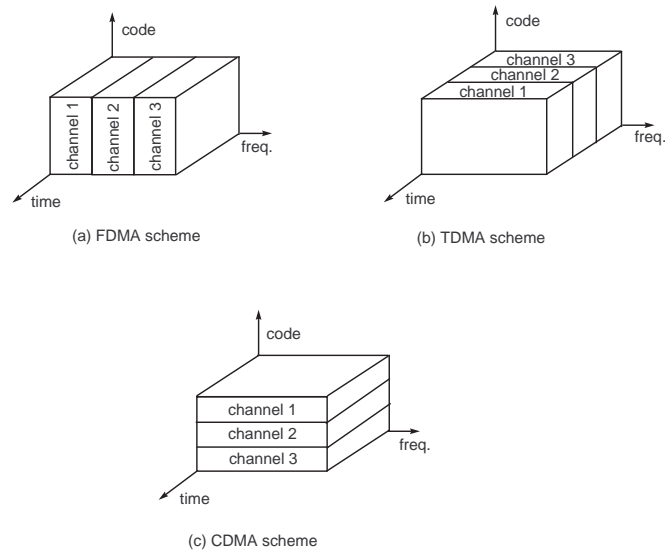 code
channel 1
channel 2
channel 3
freq.
time
(a) FDMA scheme
code
channel 3
channel 2
channel 1
freq.
time
(b) TDMA scheme
code
channel 1
channel 2
channel 3
freq.
time
(c) CDMA scheme